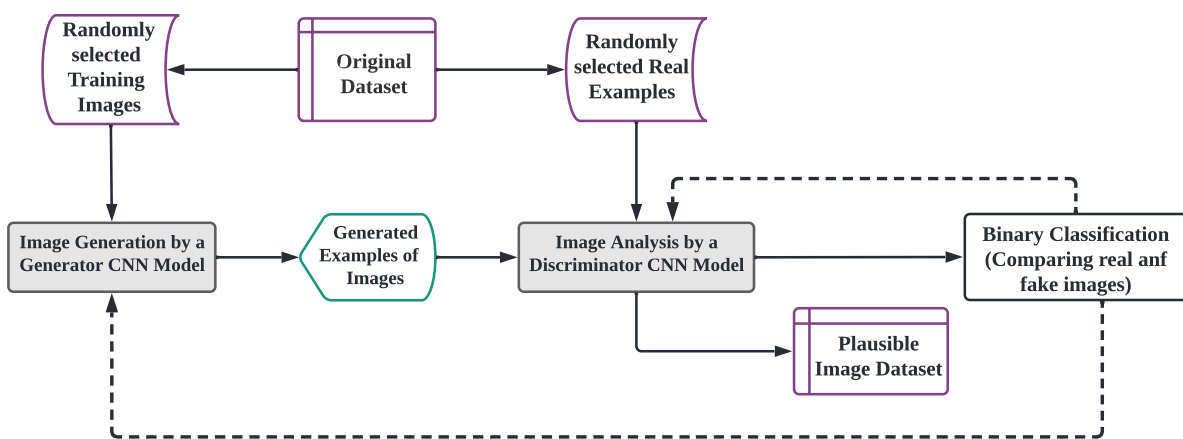 Randomly
selected
Training
Images
Original
Dataset
Randomly
selected Real
Examples
Image Generation by a
Generator CNN Model
Generated
Examples of
Images
Image Analysis by a
Discriminator CNN Model
Binary Classification
(Comparing real anf
fake images)
Plausible
Image Dataset